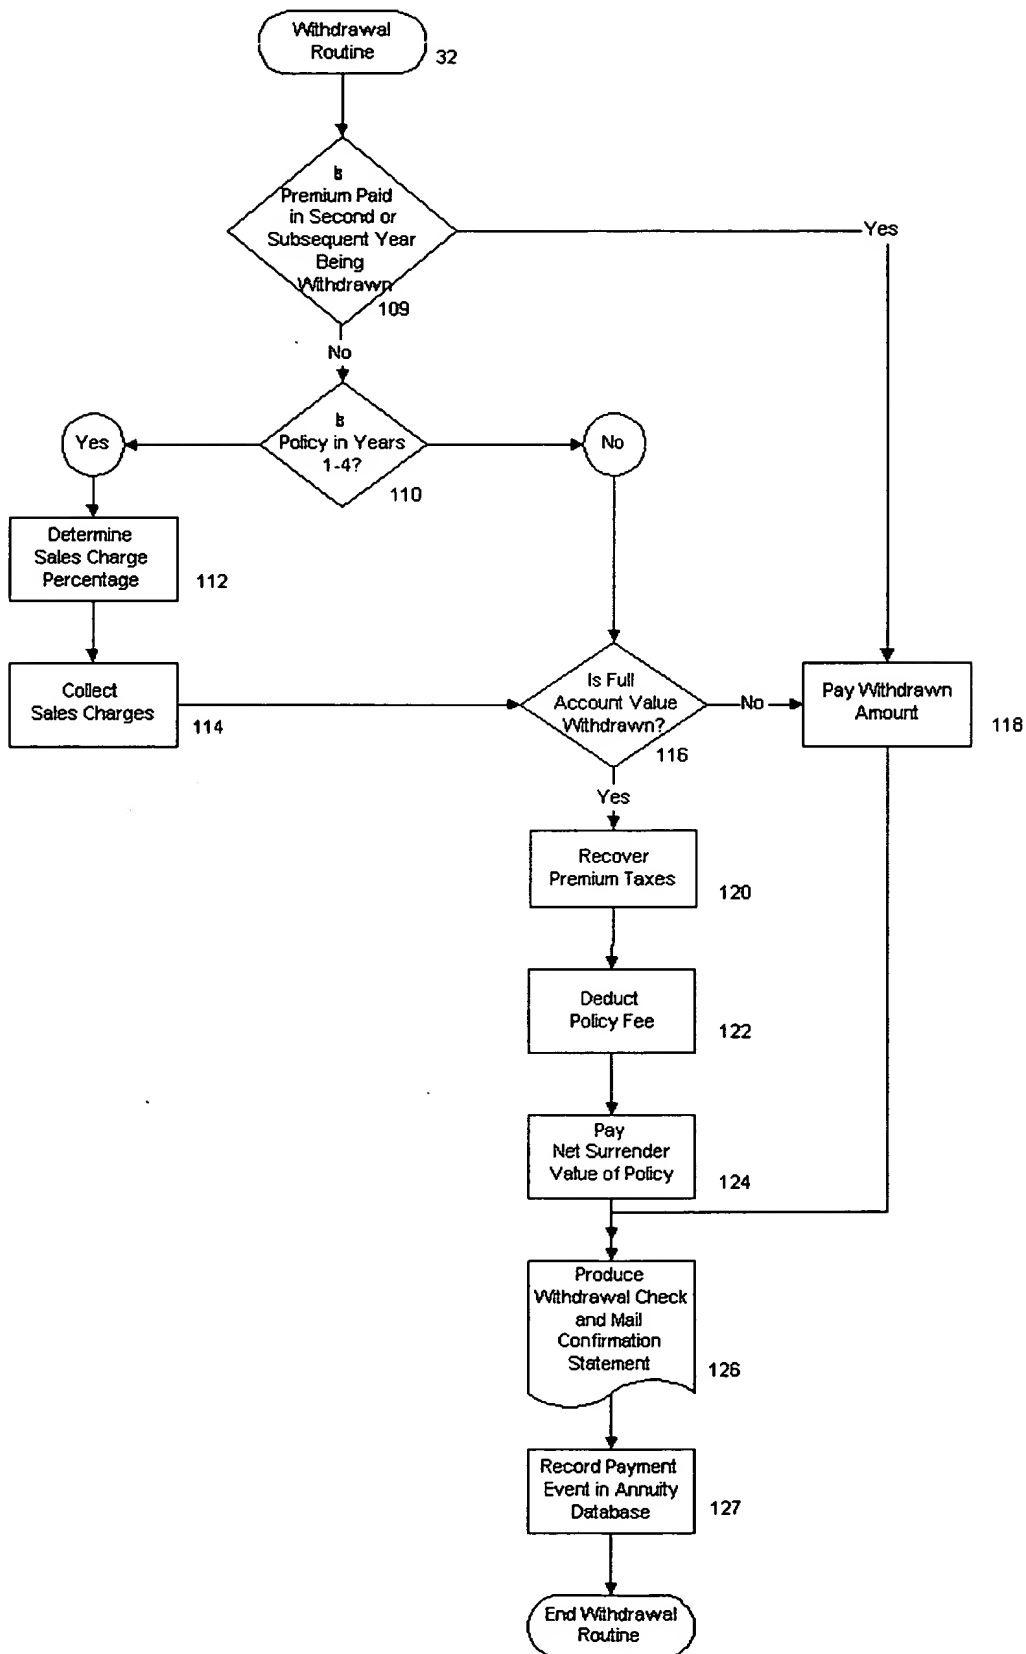 Withdrawal
Routine
32
Is
Premium Paid
in Second or
Subsequent Year
Being
Withdrawn
109
Yes
No
Is
Policy in Years
1-4?
110
Yes
No
Determine
Sales Charge
Percentage
112
Collect
Sales Charges
114
Is Full
Account Value
Withdrawn?
116
No
Pay Withdrawn
Amount
118
Yes
Recover
Premium Taxes
120
Deduct
Policy Fee
122
Pay
Net Surrender
Value of Policy
124
Produce
Withdrawal Check
and Mail
Confirmation
Statement
126
Record Payment
Event in Annuity
Database
127
End Withdrawal
Routine